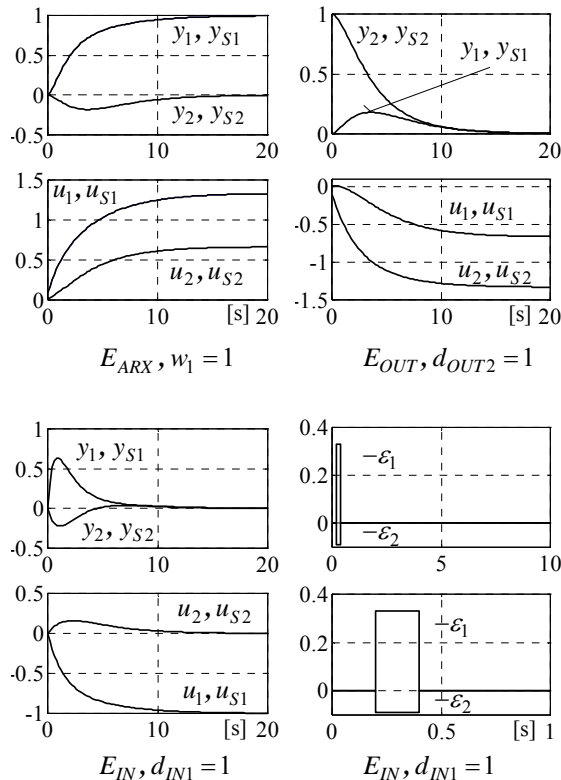 1
0.5
0
-0.5
0 10 20
y1, yS1
y2, yS2
1
0.5
0
0 10 20
y2, yS2
y1, yS1
1.5
1
0.5
0
0 10 [s] 20
u1, uS1
u2, uS2
0
-0.5
-1
-1.5
0 10 [s] 20
u1, uS1
u2, uS2
EARX, w1 = 1
EOUT, dOUT2 = 1
1
0.5
0
-0.5
0 10 20
y1, yS1
y2, yS2
0.4
0.2
0
0 5 10
-ε1
-ε2
0.5
0
-0.5
-1
0 10 [s] 20
u2, uS2
u1, uS1
0.4
0.2
0
0 0.5 [s] 1
-ε1
-ε2
EIN, dIN1 = 1
EIN, dIN1 = 1